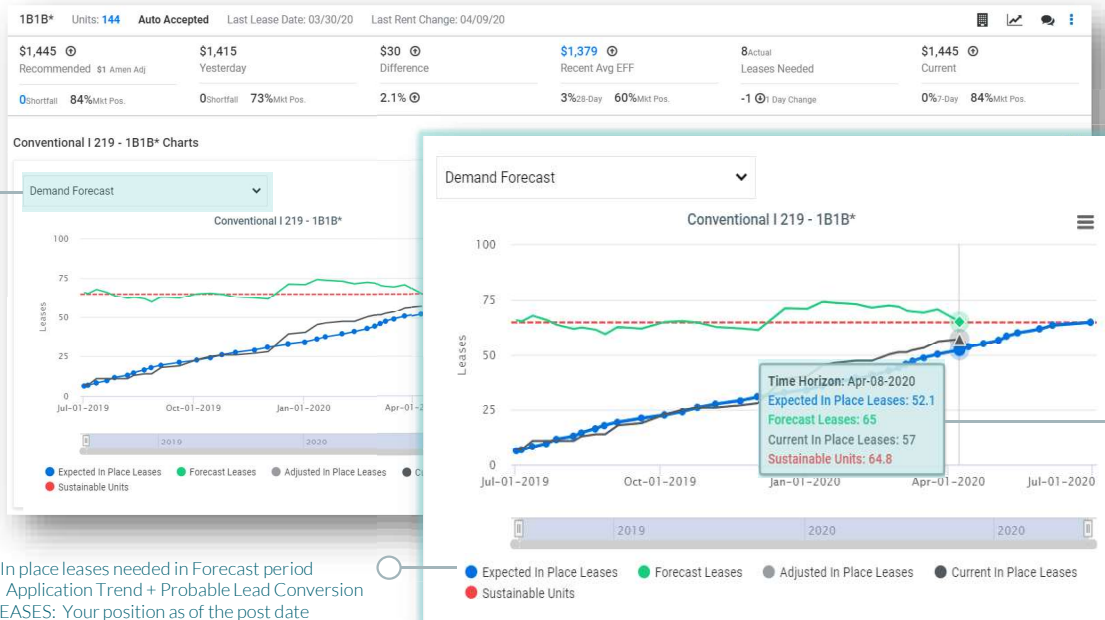 1B1B* Units: 144 Auto Accepted Last Lease Date: 03/30/20 Last Rent Change: 04/09/20
$1,445 $1,415 $30 $1,379 8Actual $1,445
Recommended $1 Amen Adj Yesterday Difference Recent Avg EFF Leases Needed Current
0Shortfall 84%Mkt Pos. 0Shortfall 73%Mkt Pos. 2.1% 3%28-Day 60%Mkt Pos. -1 1 Day Change 0%7-Day 84%Mkt Pos.
Conventional I 219 - 1B1B* Charts
Demand Forecast
Conventional I 219 - 1B1B*
100
75
50
25
0
Leases
Jul-01-2019 Oct-01-2019 Jan-01-2020 Apr-01-2
2019 2020
Expected In Place Leases Forecast Leases Adjusted In Place Leases Cu
Sustainable Units
Demand Forecast
Conventional I 219 - 1B1B*
100
75
50
25
0
Leases
Time Horizon: Apr-08-2020
Expected In Place Leases: 52.1
Forecast Leases: 65
Current In Place Leases: 57
Sustainable Units: 64.8
Jul-01-2019 Oct-01-2019 Jan-01-2020 Apr-01-2020 Jul-01-2020
2019 2020 2020
Expected In Place Leases Forecast Leases Adjusted In Place Leases Current In Place Leases
Sustainable Units
In place leases needed in Forecast period
Application Trend + Probable Lead Conversion
EASES: Your position as of the post date